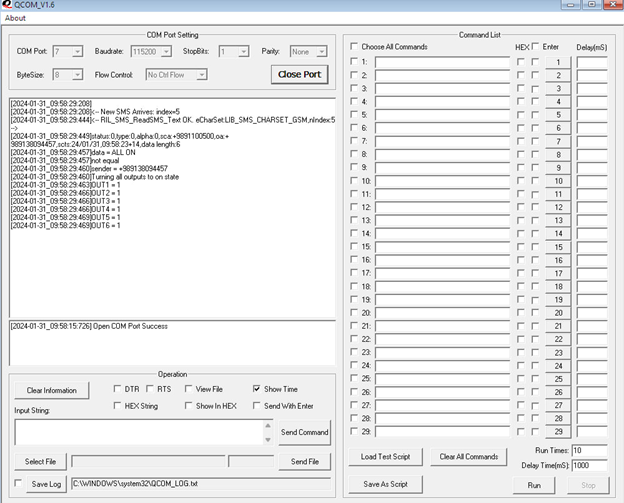 QCOM_V1.6
About
COM Port Setting
COM Port: 7 Baudrate: 115200 StopBits: 1 Parity: None
ByteSize: 8 Flow Control: No Ctrl Flow Close Port
[2024-01-31_09:58:29:208]
[2024-01-31_09:58:29:208]<-- New SMS Arrives: index=5
[2024-01-31_09:58:29:444]<-- RIL_SMS_ReadSMS_Text OK. eCharSet:LIB_SMS_CHARSET_GSM,nIndex:5
-->
[2024-01-31_09:58:29:449]status:0,type:0,alpha:0,sca:+9891100500,oa:+
989138094457,scts:24/01/31,09:58:23+14,data length:6
[2024-01-31_09:58:29:457]data = ALL ON
[2024-01-31_09:58:29:457]not equal
[2024-01-31_09:58:29:460]sender = +989138094457
[2024-01-31_09:58:29:460]Turning all outputs to on state
[2024-01-31_09:58:29:463]OUT1 = 1
[2024-01-31_09:58:29:466]OUT2 = 1
[2024-01-31_09:58:29:466]OUT3 = 1
[2024-01-31_09:58:29:466]OUT4 = 1
[2024-01-31_09:58:29:469]OUT5 = 1
[2024-01-31_09:58:29:469]OUT6 = 1
[2024-01-31_09:58:15:726] Open COM Port Success
Operation
Clear Information DTR RTS View File Show Time
HEX String Show In HEX Send With Enter
Input String:
Send Command
Select File Send File
Save Log C:\WINDOWS\system32\QCOM_LOG.txt
Command List
Choose All Commands HEX Enter Delay(mS)
1: 1
2: 2
3: 3
4: 4
5: 5
6: 6
7: 7
8: 8
9: 9
10: 10
11: 11
12: 12
13: 13
14: 14
15: 15
16: 16
17: 17
18: 18
19: 19
20: 20
21: 21
22: 22
23: 23
24: 24
25: 25
26: 26
27: 27
28: 28
29: 29
Load Test Script Clear All Commands Run Times: 10
Delay Time(mS): 1000
Save As Script Run Stop